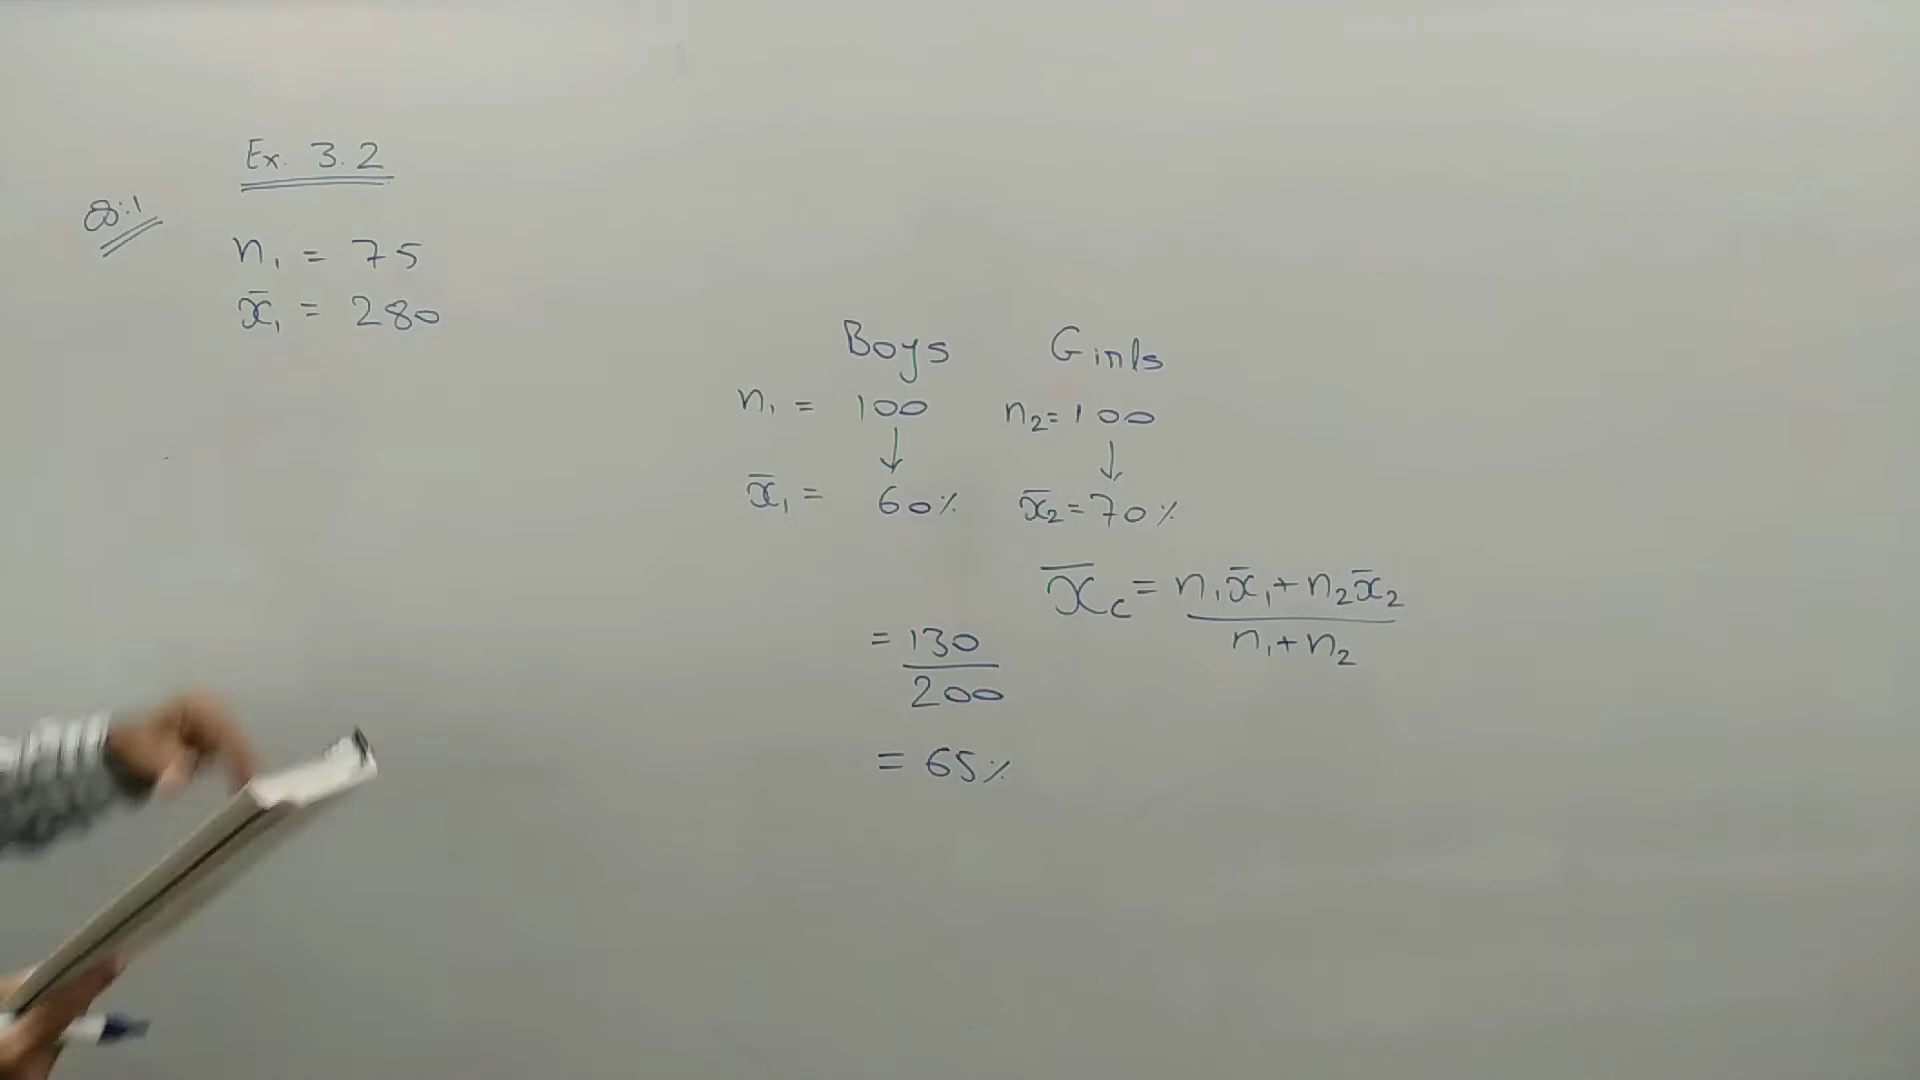 Ex. 3.2
Q:1
n₁ = 75
x̄₁ = 280
Boys Girls
n₁ = 100 n₂=100
↓ ↓
x̄₁ = 60% x̄₂=70%
x̄c = n₁x̄₁+n₂x̄₂
n₁+n₂
= 130
200
= 65%